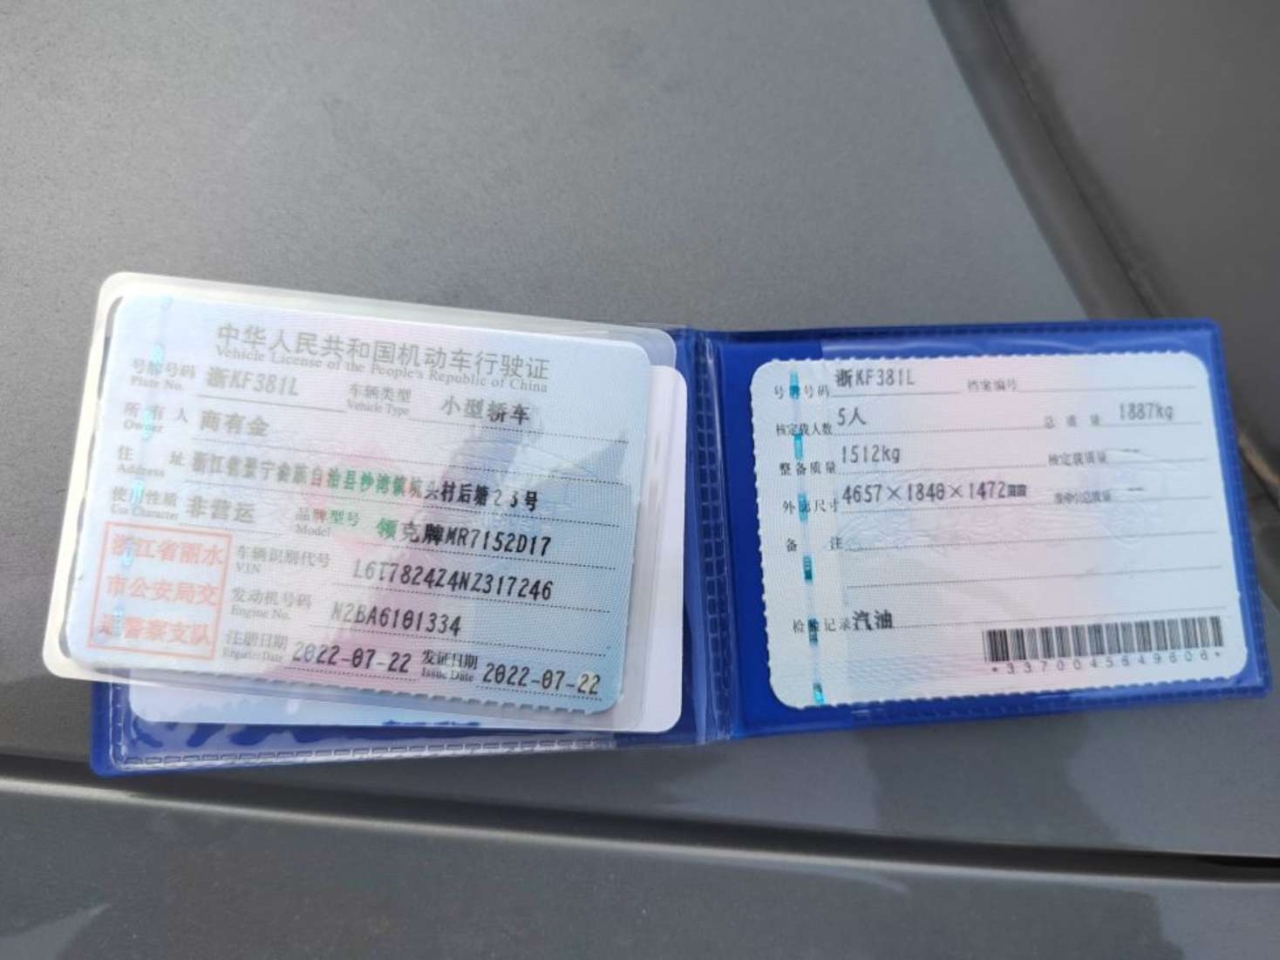 中华人民共和国机动车行驶证
Vehicle License of the People's Republic of China
号牌号码 浙KF381L 车辆类型 小型轿车
Plate No. Vehicle Type
所有人 商有金
Owner
住址 浙江省景宁畲族自治县沙湾镇坑头村后塘23号
Address
使用性质 非营运 品牌型号 领克牌MR7152D17
Use Character Model
浙江省丽水
市公安局交
通警察支队
车辆识别代号 L6T7824Z4NZ317246
VIN
发动机号码 N2BA6101334
Engine No.
注册日期 2022-07-22 发证日期 2022-07-22
Register Date Issue Date
号牌号码 浙KF381L 档案编号
核定载人数 5人 总质量 1887kg
整备质量 1512kg 核定载质量 —
外廓尺寸 4657×1840×1472mm 准牵引总质量 —
备注
检验记录 汽油
*3370045649606*